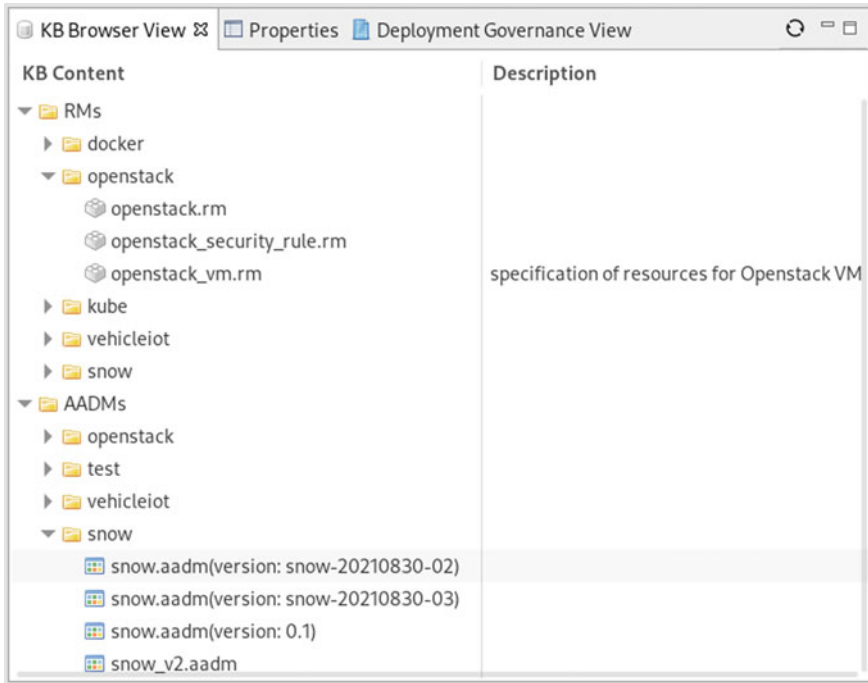 KB Browser View Properties Deployment Governance View
KB Content Description
RMs
docker
openstack
openstack.rm
openstack_security_rule.rm
openstack_vm.rm specification of resources for Openstack VM
kube
vehicleiot
snow
AADMs
openstack
test
vehicleiot
snow
snow.aadm(version: snow-20210830-02)
snow.aadm(version: snow-20210830-03)
snow.aadm(version: 0.1)
snow_v2.aadm